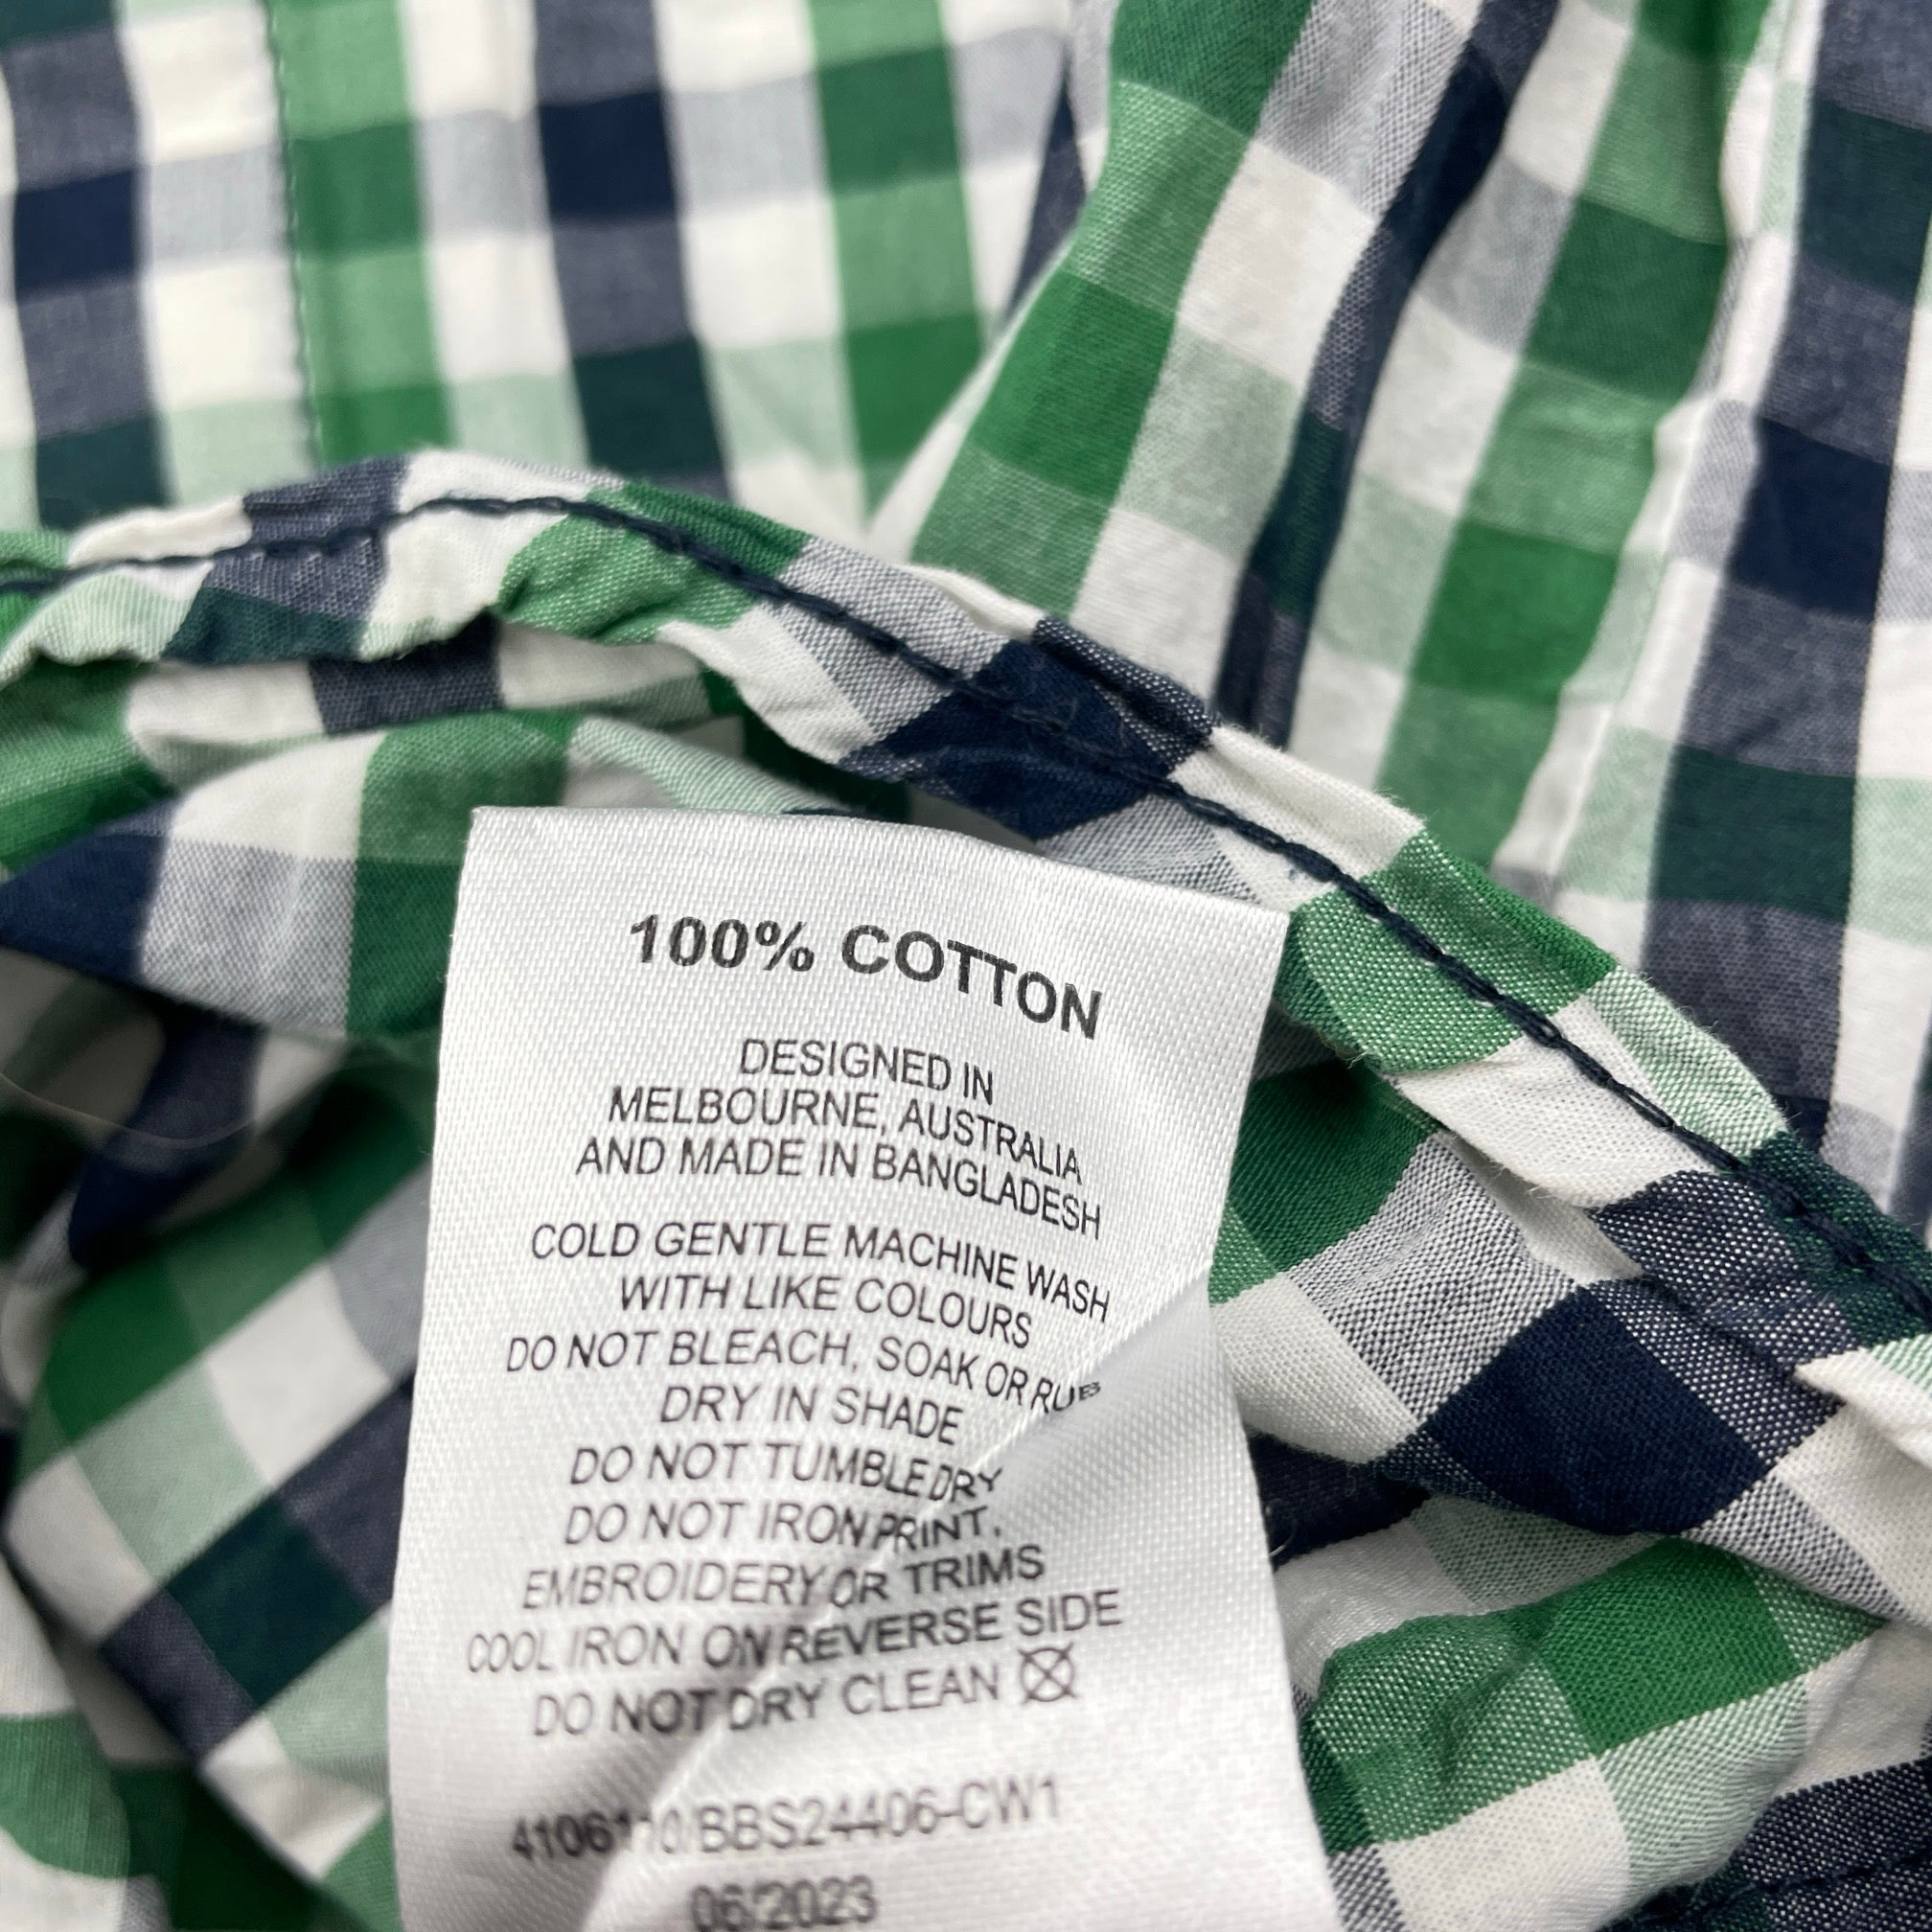 100% COTTON
DESIGNED IN
MELBOURNE, AUSTRALIA
AND MADE IN BANGLADESH
COLD GENTLE MACHINE WASH
WITH LIKE COLOURS
DO NOT BLEACH, SOAK OR RUB
DRY IN SHADE
DO NOT TUMBLE DRY
DO NOT IRON PRINT,
EMBROIDERY OR TRIMS
COOL IRON ON REVERSE SIDE
DO NOT DRY CLEAN
4106110/BBS24406-CW1
06/2023